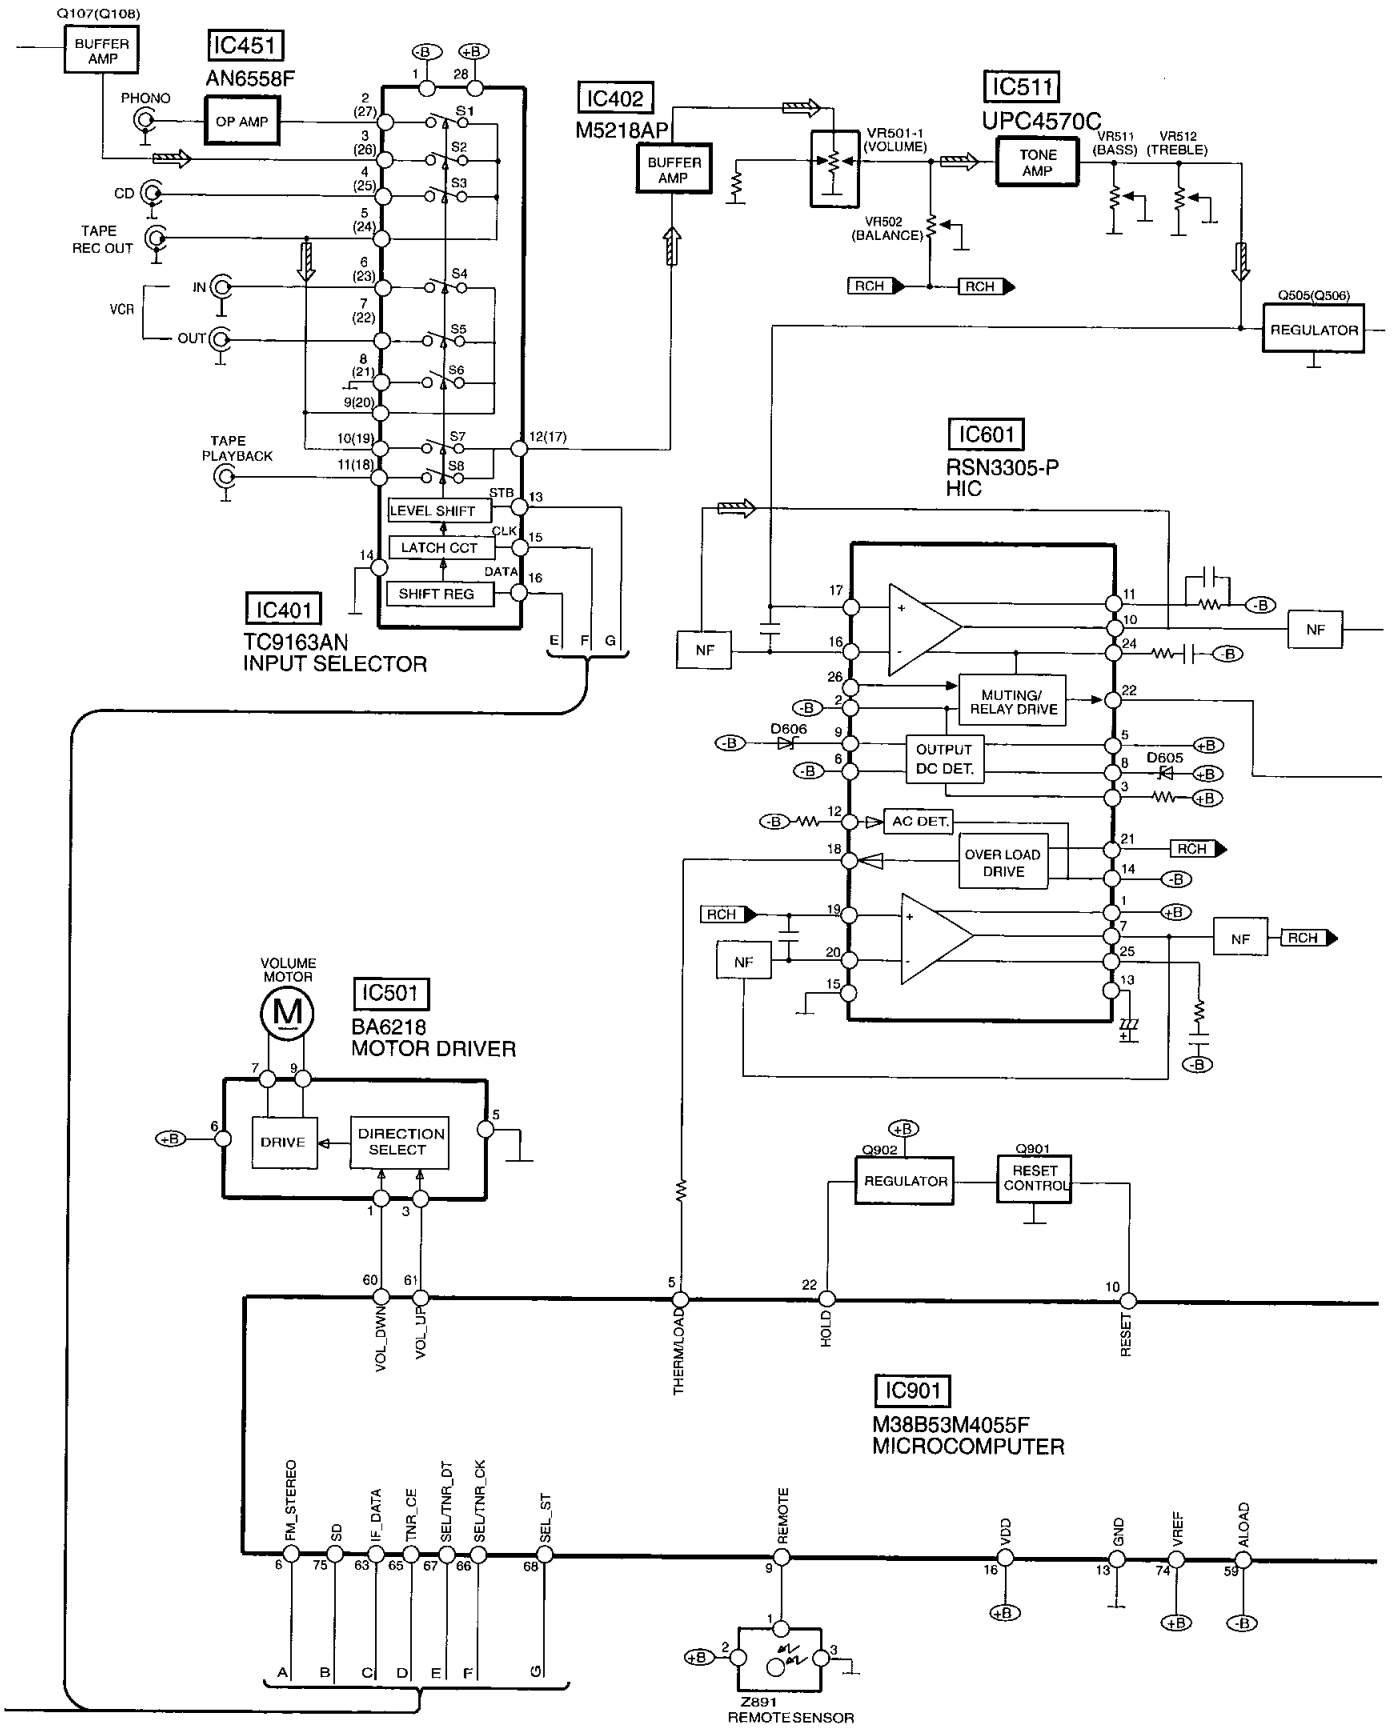 Q107(Q108)
BUFFER
AMP
IC451
AN6558F
PHONO
OP AMP
-B
+B
1
28
2
(27)
S1
3
(26)
S2
CD
4
(25)
S3
TAPE
REC OUT
5
(24)
6
(23)
S4
VCR
IN
7
(22)
OUT
S5
8
(21)
S6
9(20)
TAPE
PLAYBACK
10(19)
S7
12(17)
11(18)
S8
STB
13
LEVEL SHIFT
CLK
15
LATCH CCT
14
DATA
16
SHIFT REG
IC401
TC9163AN
INPUT SELECTOR
E
F
G
IC402
M5218AP
BUFFER
AMP
VR501-1
(VOLUME)
VR502
(BALANCE)
RCH
RCH
IC511
UPC4570C
TONE
AMP
VR511
(BASS)
VR512
(TREBLE)
Q505(Q506)
REGULATOR
IC601
RSN3305-P
HIC
17
+
11
-B
10
NF
NF
16
-
24
-B
26
MUTING/
RELAY DRIVE
22
-B
2
D606
-B
9
OUTPUT
DC DET.
5
+B
-B
6
8
D605
+B
3
+B
-B
12
AC DET.
18
OVER LOAD
DRIVE
21
RCH
14
-B
RCH
19
+
1
+B
7
NF
RCH
NF
20
-
25
15
13
+
-B
VOLUME
MOTOR
M
IC501
BA6218
MOTOR DRIVER
7
9
+B
6
DRIVE
DIRECTION
SELECT
5
1
3
60
61
VOL_DWN
VOL_UP
5
THERM/LOAD
+B
Q902
REGULATOR
Q901
RESET
CONTROL
22
HOLD
10
RESET
IC901
M38B53M4055F
MICROCOMPUTER
FM_STEREO
SD
IF_DATA
TNR_CE
SEL/TNR_DT
SEL/TNR_CK
SEL_ST
REMOTE
VDD
GND
VREF
ALOAD
6
75
63
65
67
66
68
9
16
13
74
59
+B
+B
-B
A
B
C
D
E
F
G
1
+B
2
3
Z891
REMOTE SENSOR